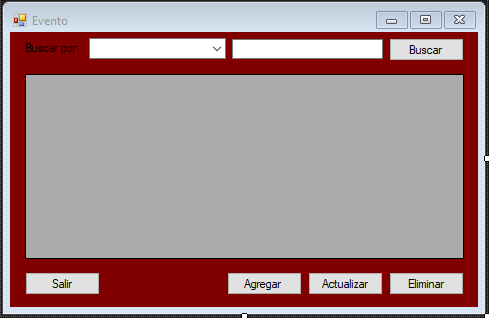 Evento
Buscar por:
Buscar
Salir
Agregar
Actualizar
Eliminar